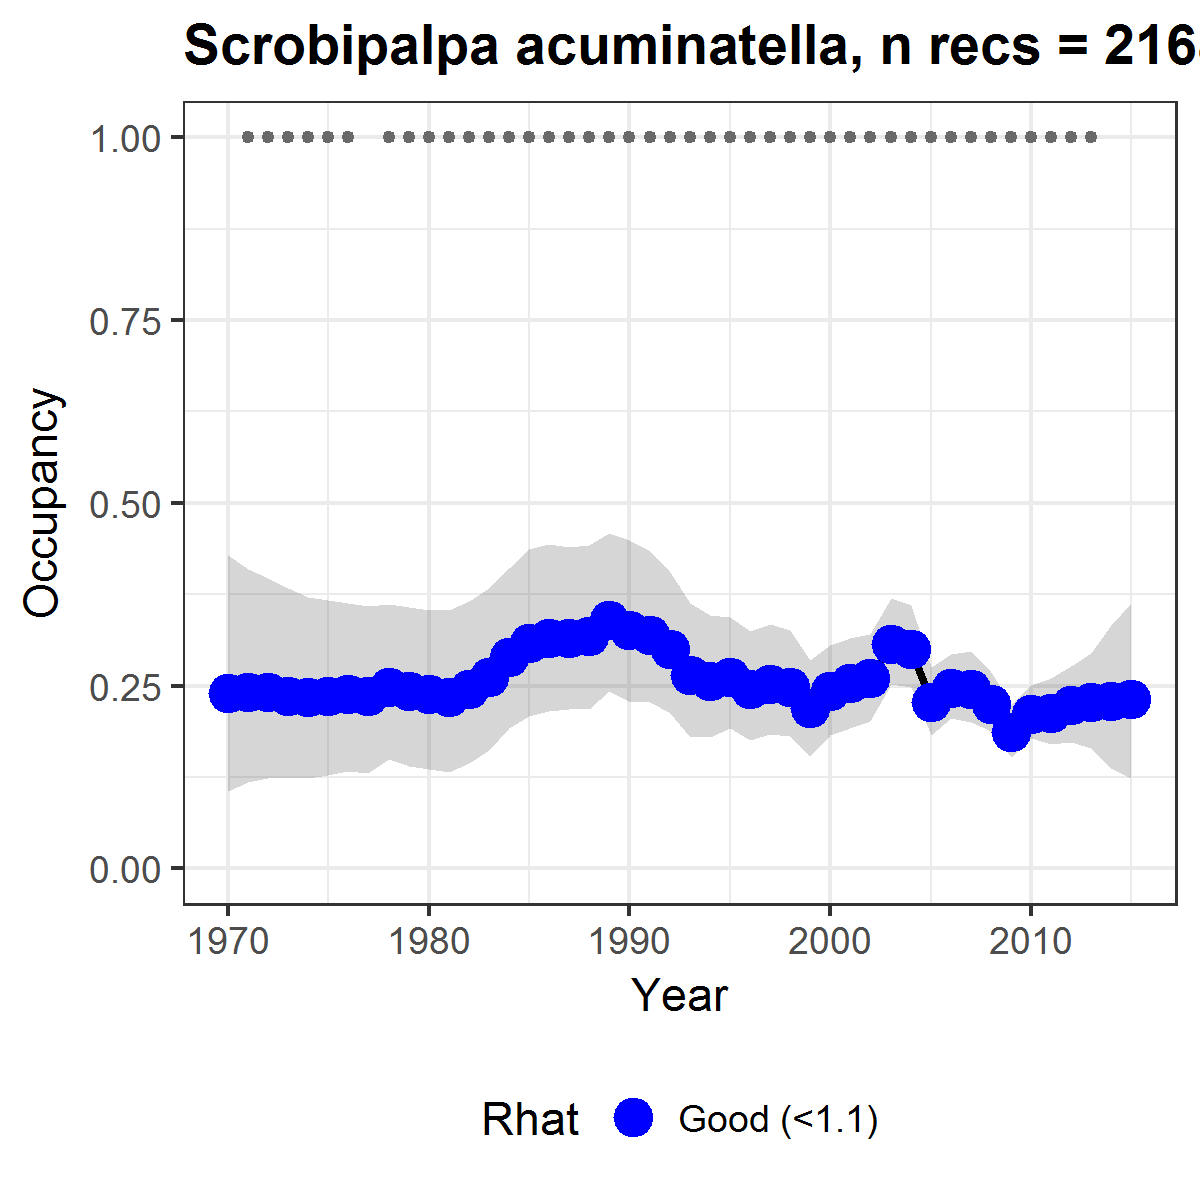 Scrobipalpa acuminatella, n recs = 216
1.00
0.75
0.50
0.25
0.00
Occupancy
1970 1980 1990 2000 2010
Year
Rhat Good (<1.1)